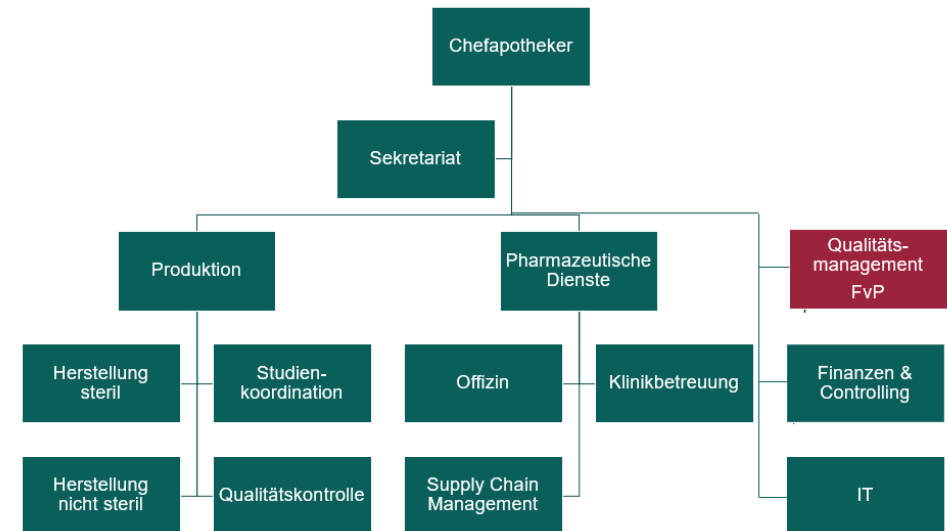 Chefapotheker
Sekretariat
Produktion
Pharmazeutische
Dienste
Qualitäts-
management
FvP
Herstellung
steril
Studien-
koordination
Offizin
Klinikbetreuung
Finanzen &
Controlling
Herstellung
nicht steril
Qualitätskontrolle
Supply Chain
Management
IT